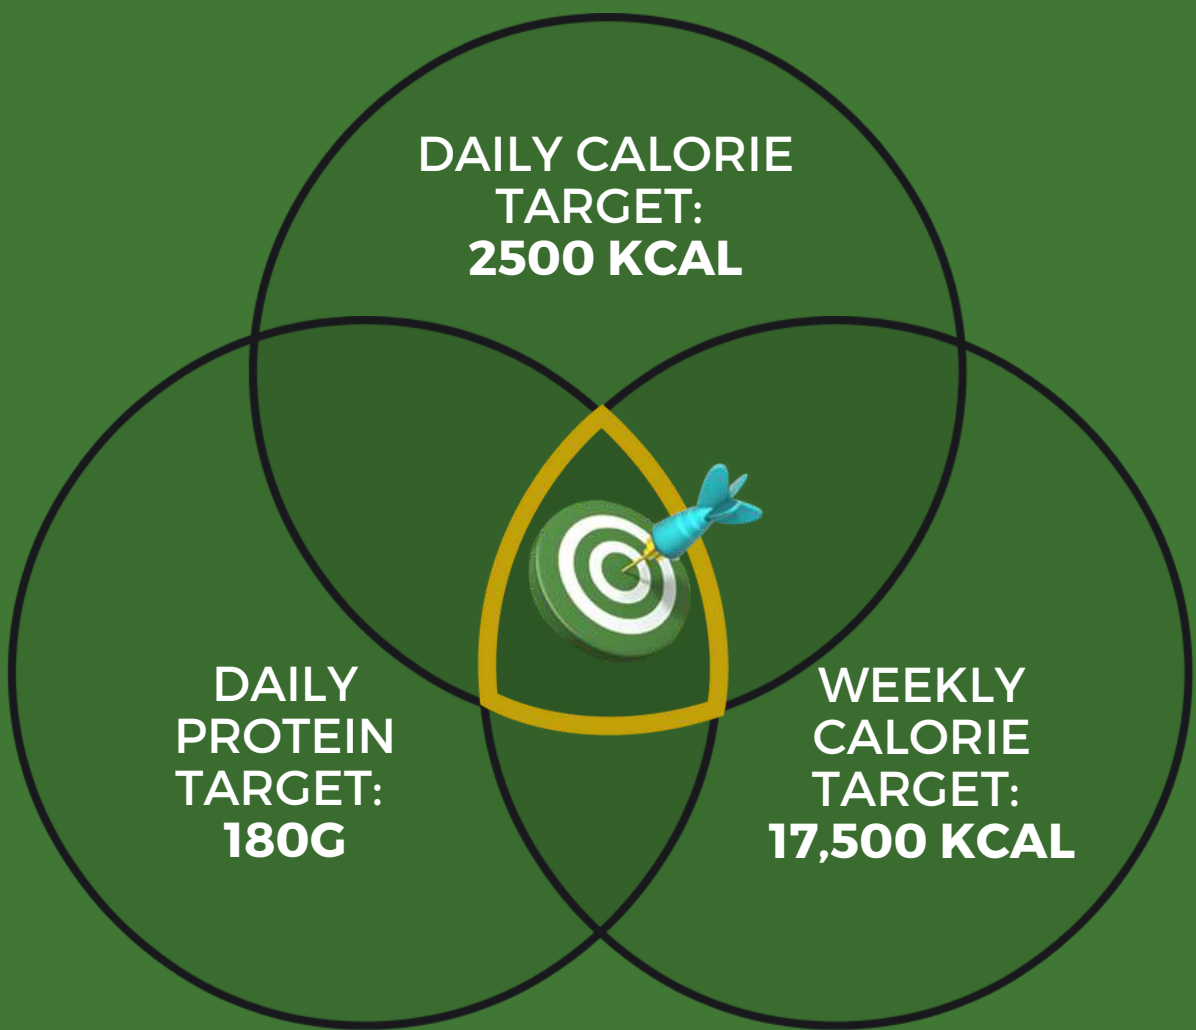 DAILY CALORIE
TARGET:
2500 KCAL
DAILY
PROTEIN
TARGET:
180G
WEEKLY
CALORIE
TARGET:
17,500 KCAL